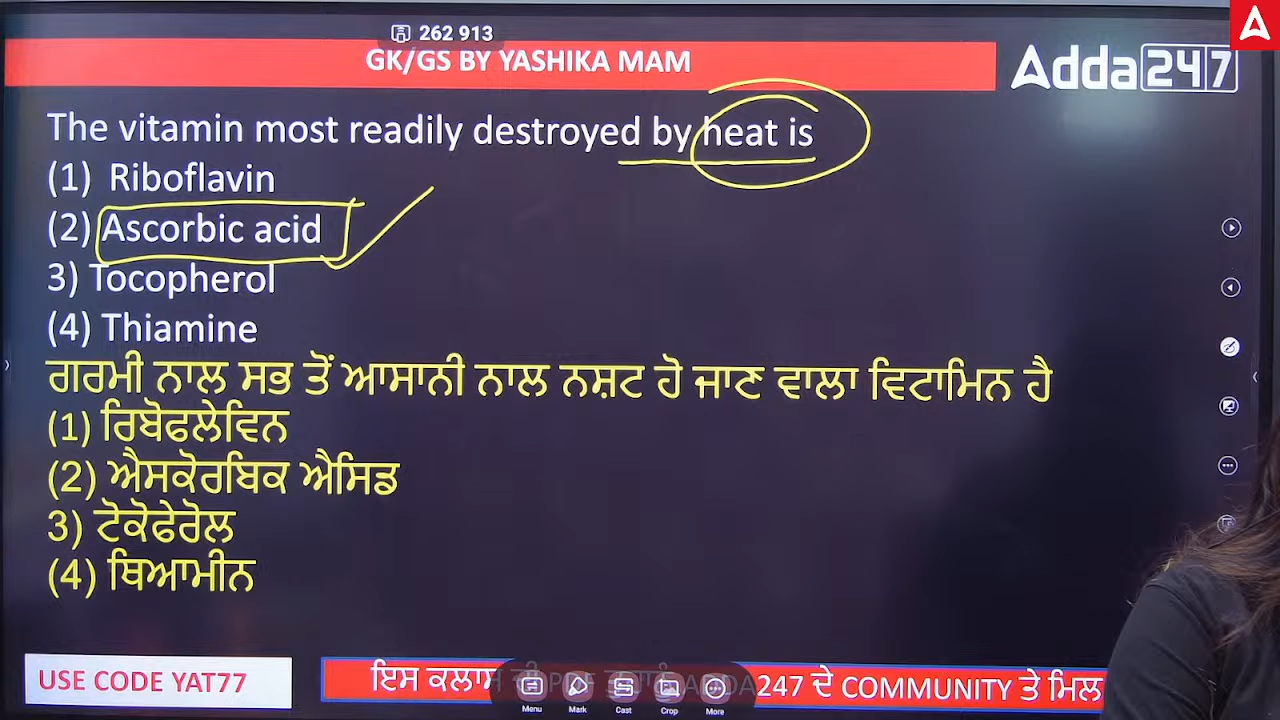 262 913
GK/GS BY YASHIKA MAM
Adda247
The vitamin most readily destroyed by heat is
(1) Riboflavin
(2) Ascorbic acid
3) Tocopherol
(4) Thiamine
ਗਰਮੀ ਨਾਲ ਸਭ ਤੋਂ ਆਸਾਨੀ ਨਾਲ ਨਸ਼ਟ ਹੋ ਜਾਣ ਵਾਲਾ ਵਿਟਾਮਿਨ ਹੈ
(1) ਰਿਬੋਫਲੇਵਿਨ
(2) ਐਸਕੋਰਬਿਕ ਐਸਿਡ
3) ਟੋਕੋਫੇਰੋਲ
(4) ਥਿਆਮੀਨ
USE CODE YAT77
ਇਸ ਕਲਾਸ ADDA 247 ਦੇ COMMUNITY ਤੇ ਮਿਲ
Menu Mark Cast Crop More